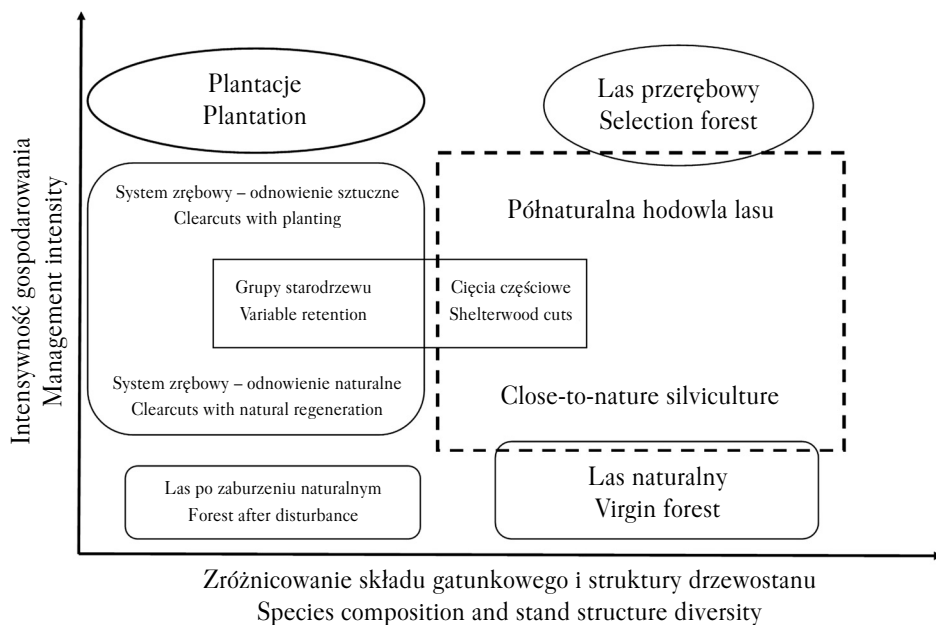 Intensywność gospodarowania
Management intensity
Plantacje
Plantation
Las przerębowy
Selection forest
System zrębowy – odnowienie sztuczne
Clearcuts with planting
Półnaturalna hodowla lasu
Grupy starodrzewu
Variable retention
Cięcia częściowe
Shelterwood cuts
System zrębowy – odnowienie naturalne
Clearcuts with natural regeneration
Close-to-nature silviculture
Las po zaburzeniu naturalnym
Forest after disturbance
Las naturalny
Virgin forest
Zróżnicowanie składu gatunkowego i struktury drzewostanu
Species composition and stand structure diversity